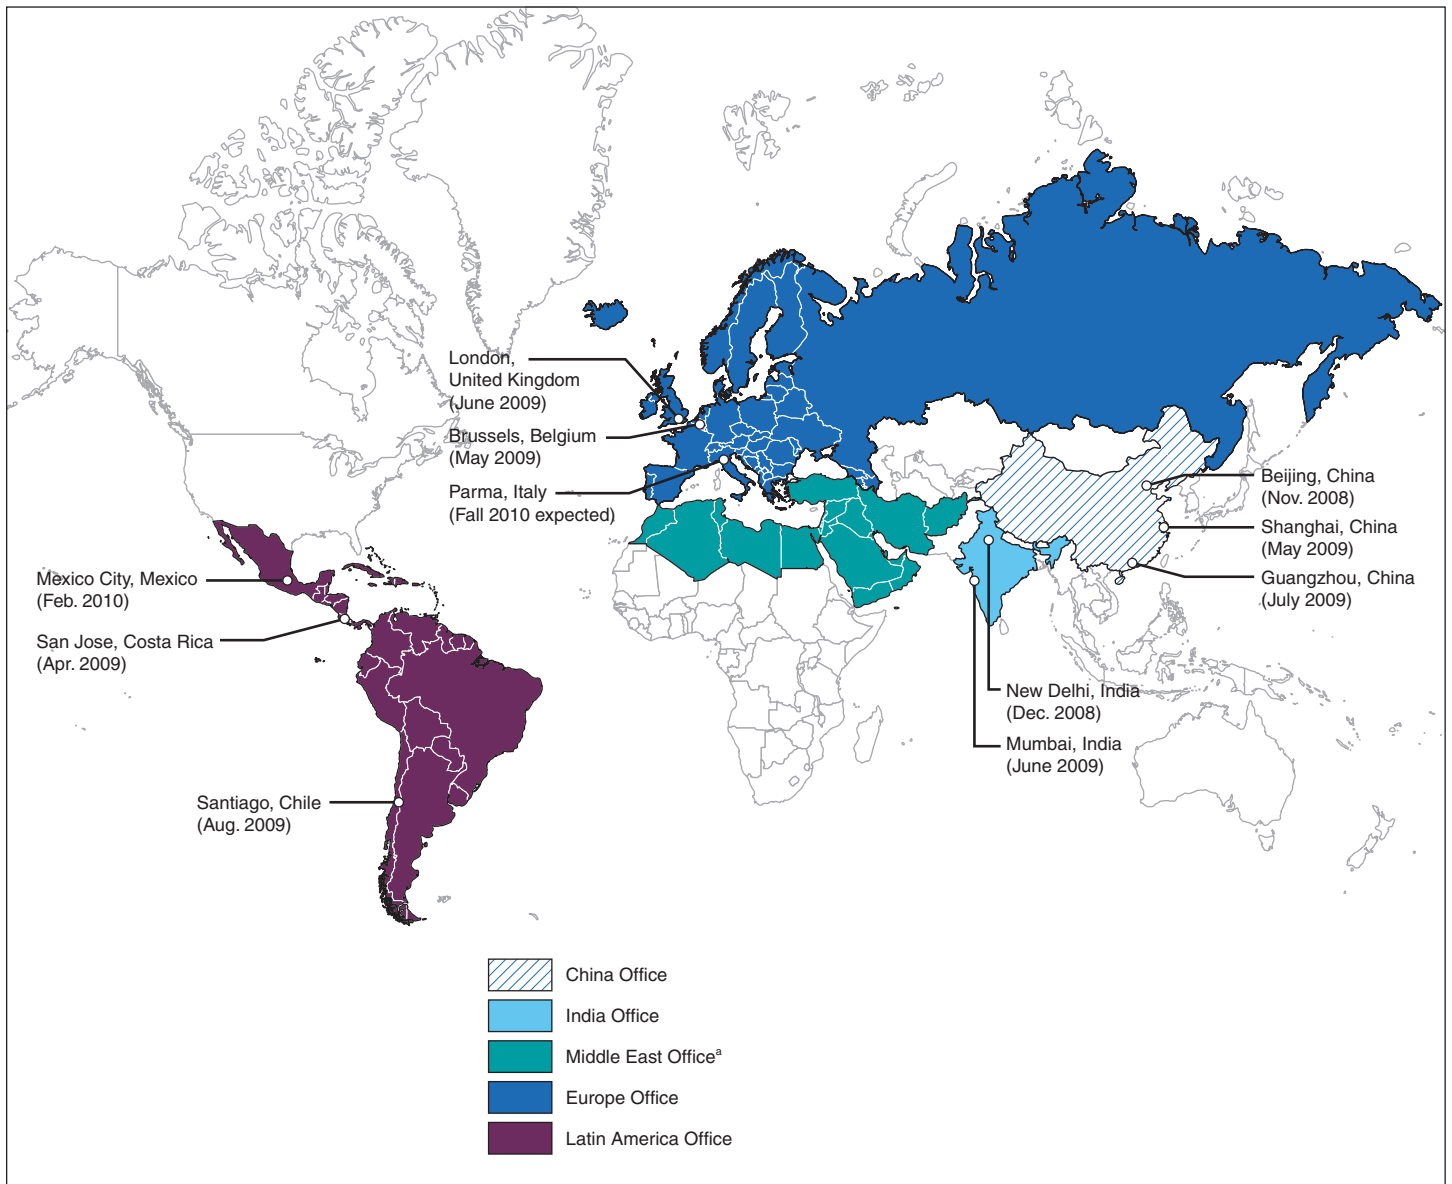 London,
United Kingdom
(June 2009)
Brussels, Belgium
(May 2009)
Parma, Italy
(Fall 2010 expected)
Beijing, China
(Nov. 2008)
Shanghai, China
(May 2009)
Guangzhou, China
(July 2009)
Mexico City, Mexico
(Feb. 2010)
San Jose, Costa Rica
(Apr. 2009)
New Delhi, India
(Dec. 2008)
Mumbai, India
(June 2009)
Santiago, Chile
(Aug. 2009)
China Office
India Office
Middle East Officeᵃ
Europe Office
Latin America Office